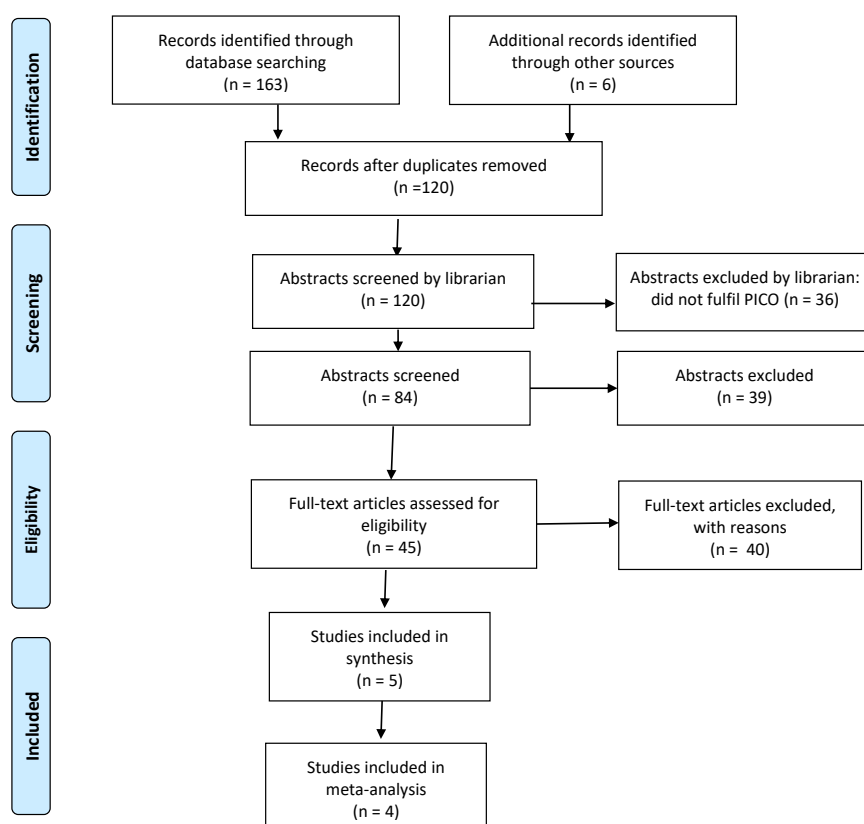 Identification
Records identified through
database searching
(n = 163)
Additional records identified
through other sources
(n = 6)
Records after duplicates removed
(n =120)
Screening
Abstracts screened by librarian
(n = 120)
Abstracts excluded by librarian:
did not fulfil PICO (n = 36)
Abstracts screened
(n = 84)
Abstracts excluded
(n = 39)
Eligibility
Full-text articles assessed for
eligibility
(n = 45)
Full-text articles excluded,
with reasons
(n = 40)
Included
Studies included in
synthesis
(n = 5)
Studies included in
meta-analysis
(n = 4)